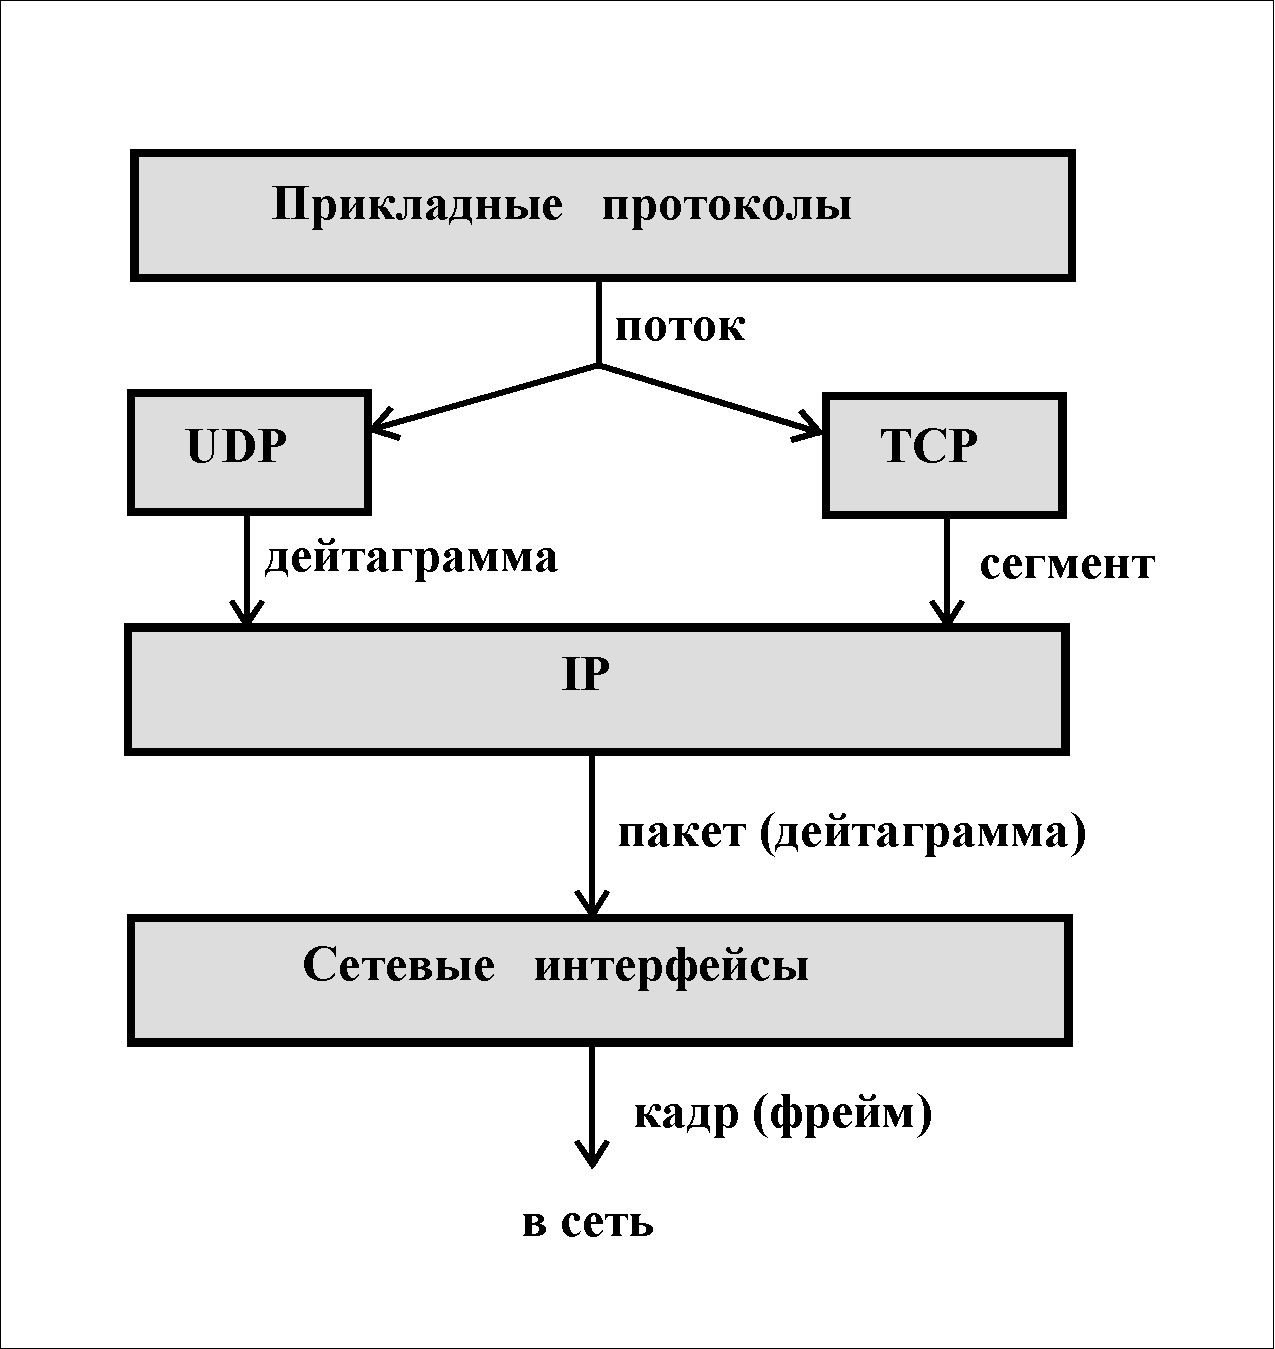 Прикладные протоколы
поток
UDP
TCP
дейтаграмма
сегмент
IP
пакет (дейтаграмма)
Сетевые интерфейсы
кадр (фрейм)
в сеть